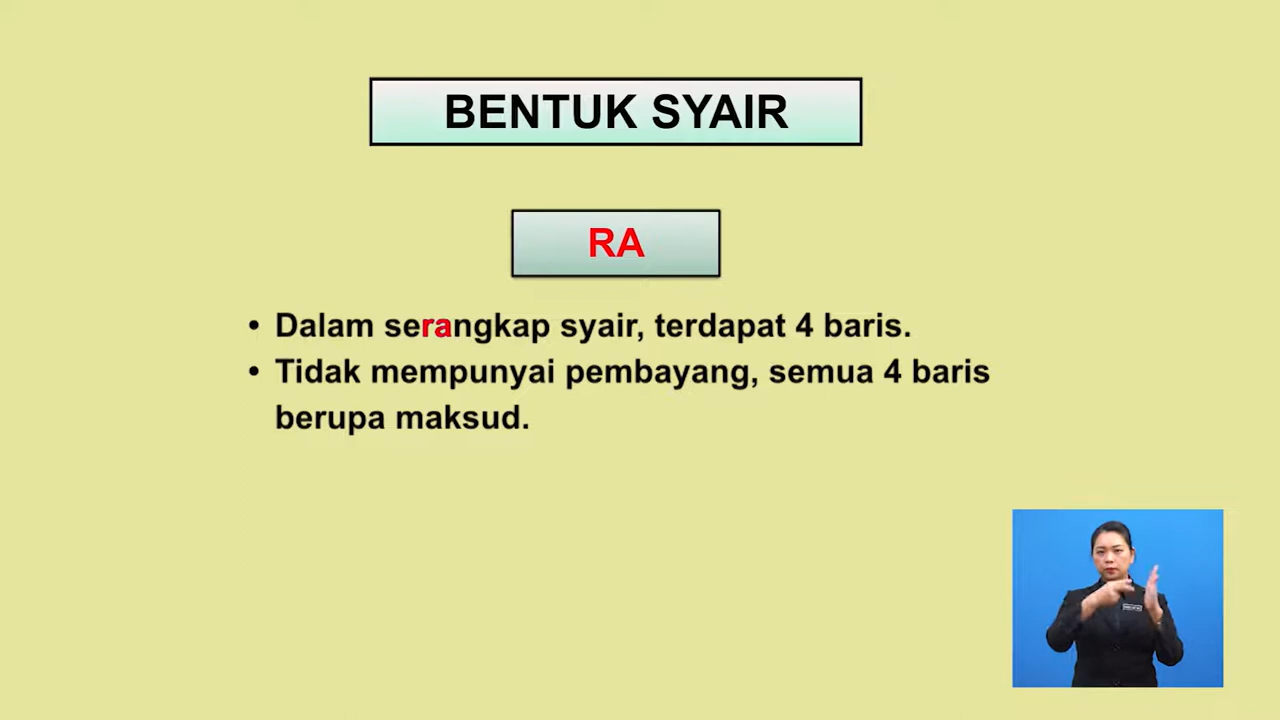 BENTUK SYAIR
RA
• Dalam serangkap syair, terdapat 4 baris.
• Tidak mempunyai pembayang, semua 4 baris
berupa maksud.